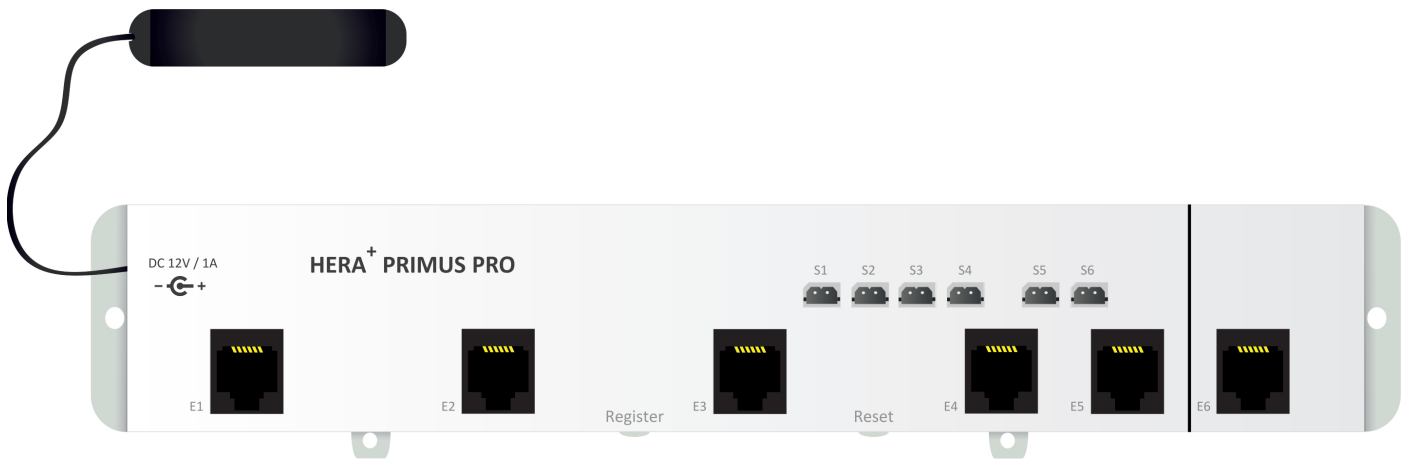 DC 12V / 1A
- +
HERA+ PRIMUS PRO
S1 S2 S3 S4 S5 S6
E1 E2 E3 E4 E5 E6
Register Reset